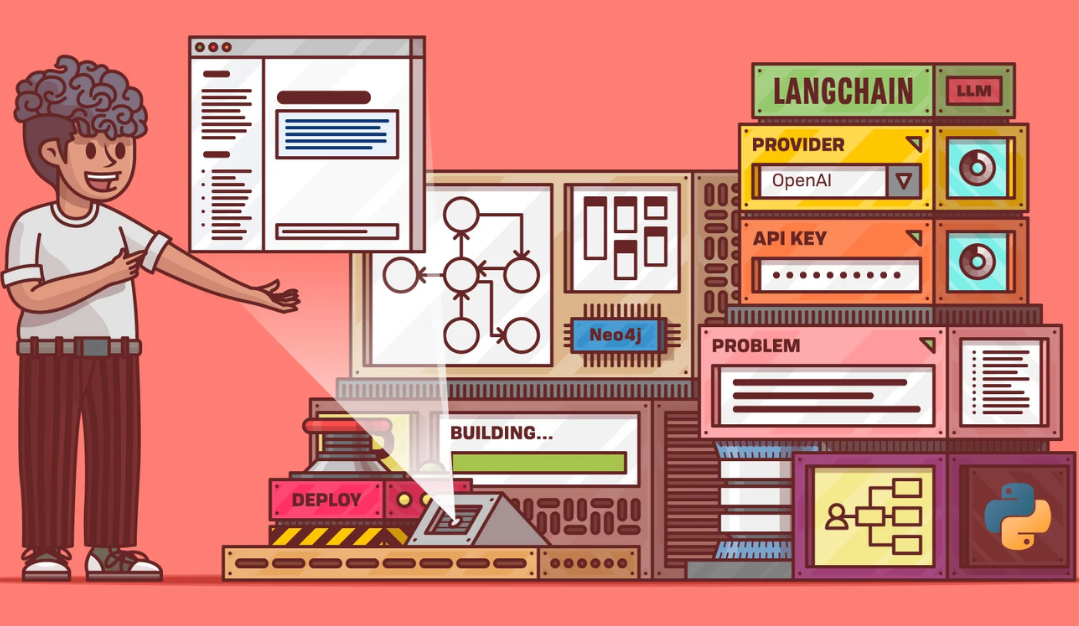 LANGCHAIN
LLM
PROVIDER
OpenAI
API KEY
Neo4j
PROBLEM
BUILDING...
DEPLOY